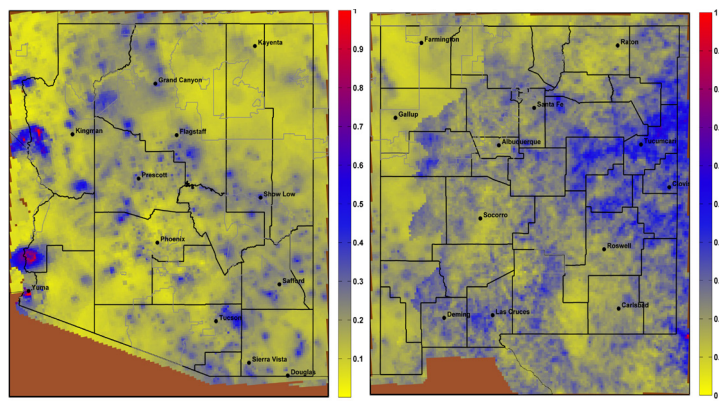 Kayenta
Grand Canyon
Kingman
Flagstaff
Prescott
Show Low
Phoenix
Safford
Yuma
Tucson
Sierra Vista
Douglas
1
0.9
0.8
0.7
0.6
0.5
0.4
0.3
0.2
0.1
Farmington
Raton
Santa Fe
Gallup
Albuquerque
Tucumcari
Clovis
Socorro
Roswell
Carlsbad
Las Cruces
Deming
1
0